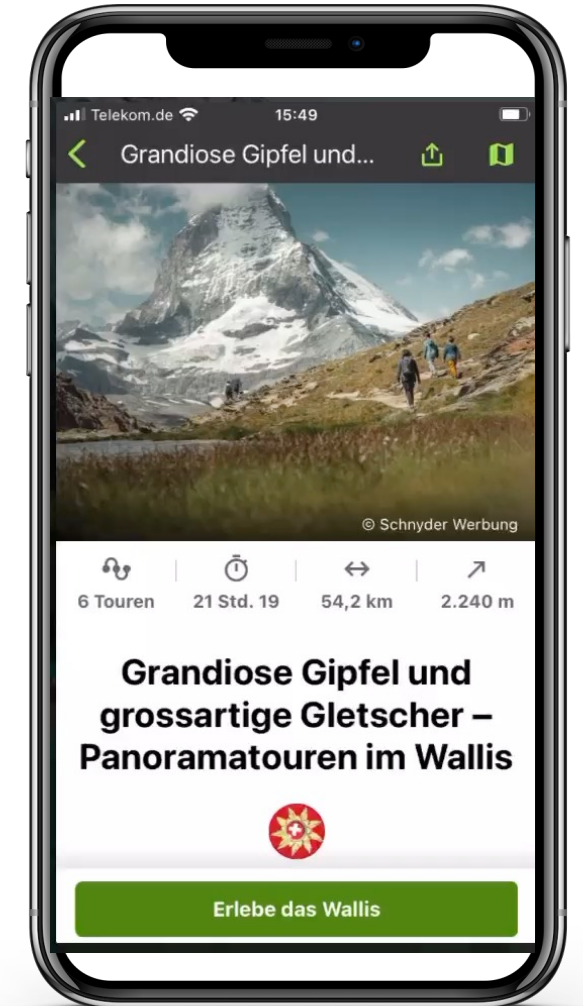 Telekom.de 15:49
Grandiose Gipfel und...
© Schnyder Werbung
6 Touren 21 Std. 19 54,2 km 2.240 m
Grandiose Gipfel und
grossartige Gletscher –
Panoramatouren im Wallis
Erlebe das Wallis